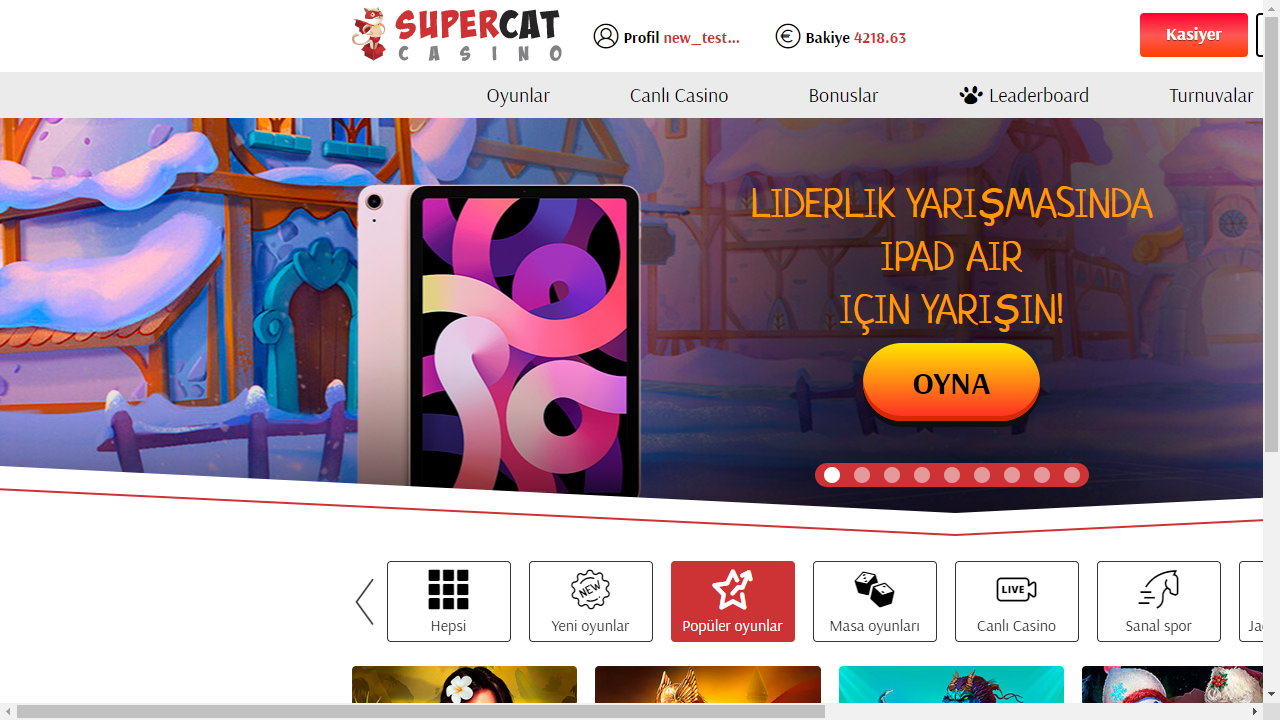 SUPERCAT
CASINO
Profil new_test...
Bakiye 4218.63
Kasiyer
Oyunlar
Canlı Casino
Bonuslar
Leaderboard
Turnuvalar
LIDERLIK YARIŞMASINDA
IPAD AIR
IÇIN YARIŞIN!
OYNA
NEW
LIVE
Hepsi
Yeni oyunlar
Popüler oyunlar
Masa oyunları
Canlı Casino
Sanal spor